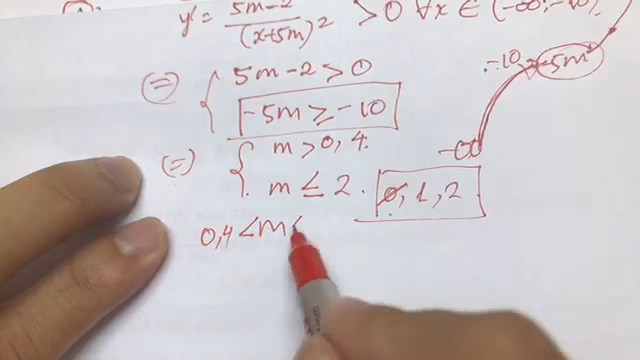 y' = 5m-2 / (x+5m)² > 0 ∀x ∈ (-∞;-10).
(=) { 5m-2 > 0
-5m ≥ -10
-10 -5m
-∞
(=) { m > 0,4.
m ≤ 2. 0, 1, 2
0,4 < m <